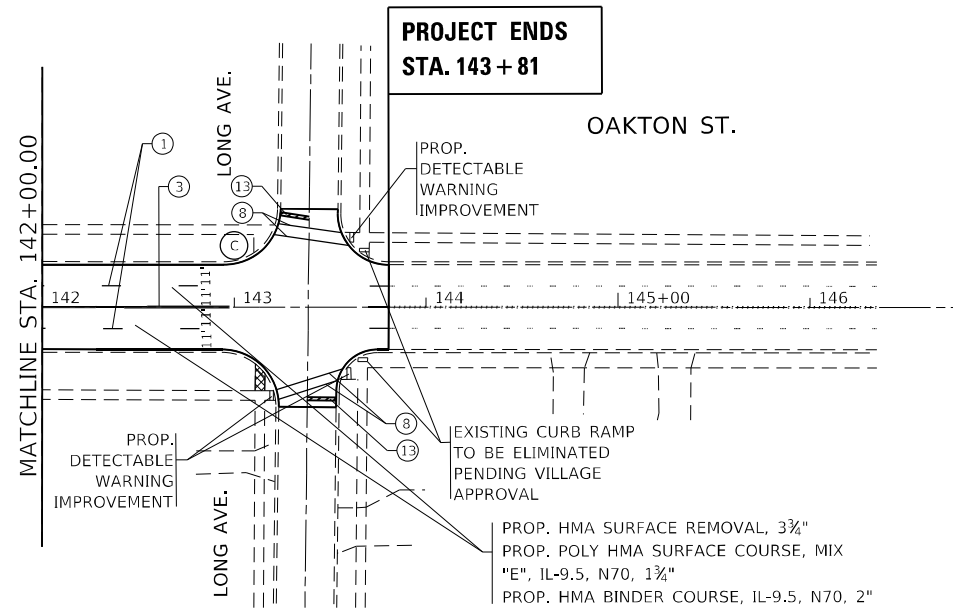 PROJECT ENDS
STA. 143+81
OAKTON ST.
LONG AVE.
MATCHLINE STA. 142+00.00
1
3
13
8
C
PROP.
DETECTABLE
WARNING
IMPROVEMENT
142
143
144
145+00
146
11' 11' 11' 11'
8
13
PROP.
DETECTABLE
WARNING
IMPROVEMENT
EXISTING CURB RAMP
TO BE ELIMINATED
PENDING VILLAGE
APPROVAL
LONG AVE.
PROP. HMA SURFACE REMOVAL, 3¾"
PROP. POLY HMA SURFACE COURSE, MIX
"E", IL-9.5, N70, 1¾"
PROP. HMA BINDER COURSE, IL-9.5, N70, 2"